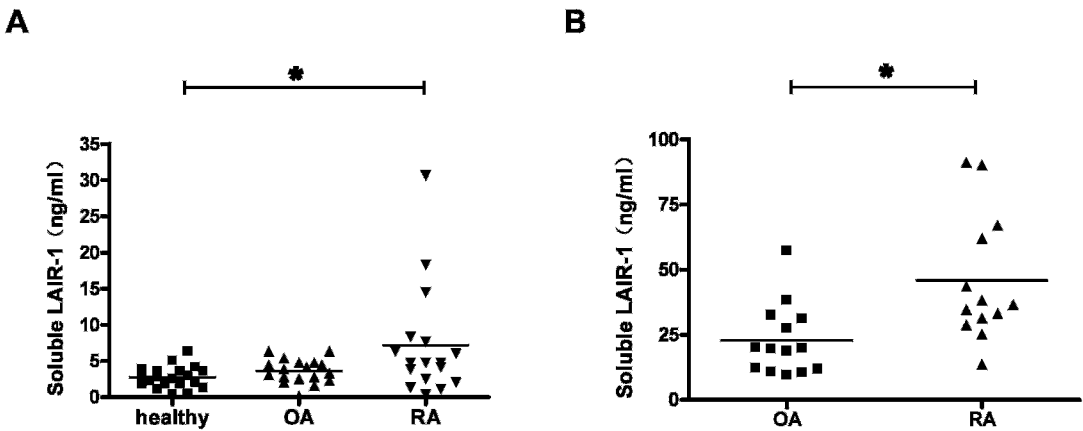 A
B
*
*
Soluble LAIR-1 (ng/ml)
35
30
25
20
15
10
5
0
healthy
OA
RA
Soluble LAIR-1 (ng/ml)
100
75
50
25
0
OA
RA